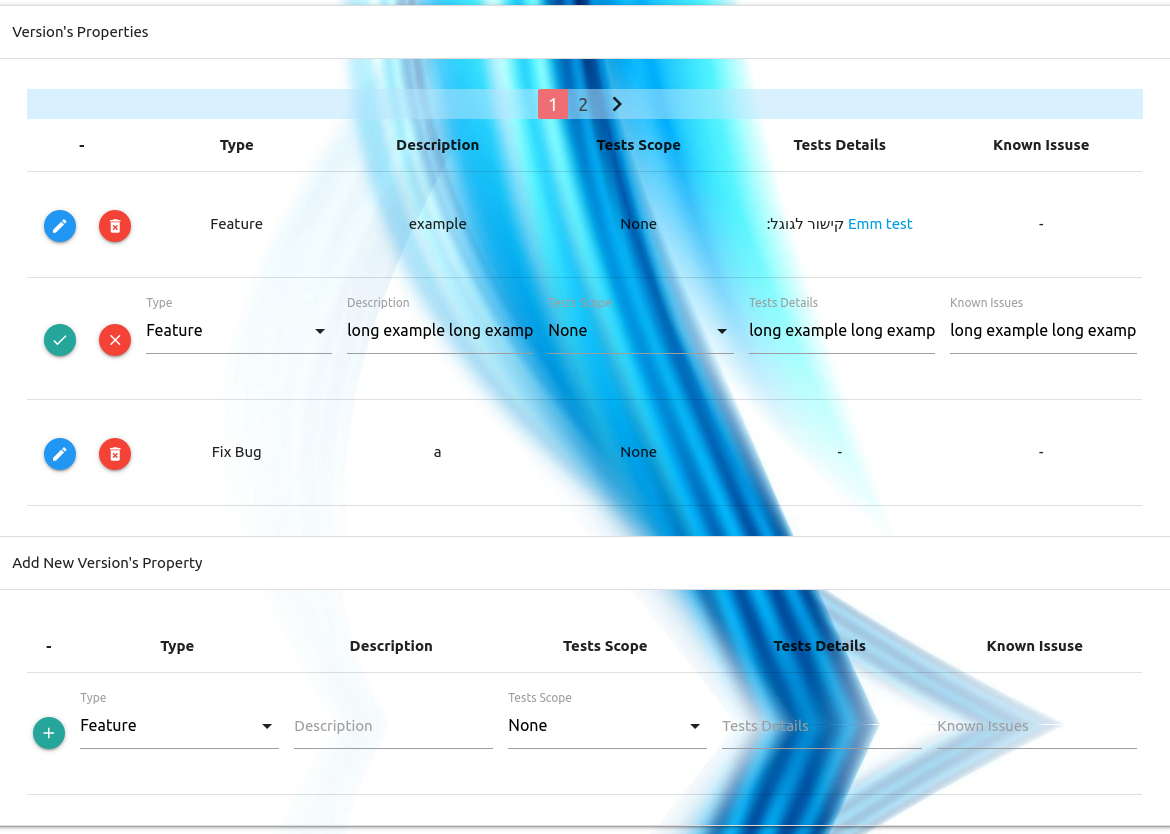 Version's Properties
1 2
- Type Description Tests Scope Tests Details Known Issuse
Feature example None קישור לגוגל: Emm test -
Type Description Tests Scope Tests Details Known Issues
Feature long example long examp None long example long examp long example long examp
Fix Bug a None - -
Add New Version's Property
- Type Description Tests Scope Tests Details Known Issuse
Type Tests Scope
Feature Description None Tests Details Known Issues